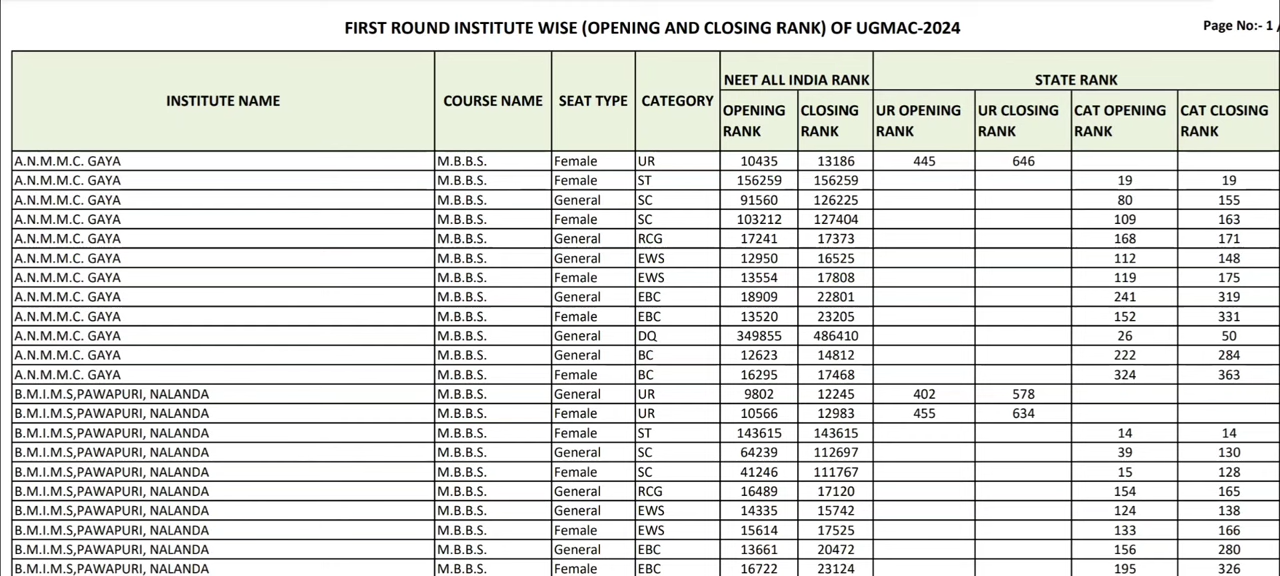 FIRST ROUND INSTITUTE WISE (OPENING AND CLOSING RANK) OF UGMAC-2024
Page No:- 1
INSTITUTE NAME COURSE NAME SEAT TYPE CATEGORY NEET ALL INDIA RANK STATE RANK
OPENING RANK CLOSING RANK UR OPENING RANK UR CLOSING RANK CAT OPENING RANK CAT CLOSING RANK
A.N.M.M.C. GAYA M.B.B.S. Female UR 10435 13186 445 646
A.N.M.M.C. GAYA M.B.B.S. Female ST 156259 156259 19 19
A.N.M.M.C. GAYA M.B.B.S. General SC 91560 126225 80 155
A.N.M.M.C. GAYA M.B.B.S. Female SC 103212 127404 109 163
A.N.M.M.C. GAYA M.B.B.S. General RCG 17241 17373 168 171
A.N.M.M.C. GAYA M.B.B.S. General EWS 12950 16525 112 148
A.N.M.M.C. GAYA M.B.B.S. Female EWS 13554 17808 119 175
A.N.M.M.C. GAYA M.B.B.S. General EBC 18909 22801 241 319
A.N.M.M.C. GAYA M.B.B.S. Female EBC 13520 23205 152 331
A.N.M.M.C. GAYA M.B.B.S. General DQ 349855 486410 26 50
A.N.M.M.C. GAYA M.B.B.S. General BC 12623 14812 222 284
A.N.M.M.C. GAYA M.B.B.S. Female BC 16295 17468 324 363
B.M.I.M.S,PAWAPURI, NALANDA M.B.B.S. General UR 9802 12245 402 578
B.M.I.M.S,PAWAPURI, NALANDA M.B.B.S. Female UR 10566 12983 455 634
B.M.I.M.S,PAWAPURI, NALANDA M.B.B.S. Female ST 143615 143615 14 14
B.M.I.M.S,PAWAPURI, NALANDA M.B.B.S. General SC 64239 112697 39 130
B.M.I.M.S,PAWAPURI, NALANDA M.B.B.S. Female SC 41246 111767 15 128
B.M.I.M.S,PAWAPURI, NALANDA M.B.B.S. General RCG 16489 17120 154 165
B.M.I.M.S,PAWAPURI, NALANDA M.B.B.S. General EWS 14335 15742 124 138
B.M.I.M.S,PAWAPURI, NALANDA M.B.B.S. Female EWS 15614 17525 133 166
B.M.I.M.S,PAWAPURI, NALANDA M.B.B.S. General EBC 13661 20472 156 280
B.M.I.M.S,PAWAPURI, NALANDA M.B.B.S. Female EBC 16722 23124 195 326